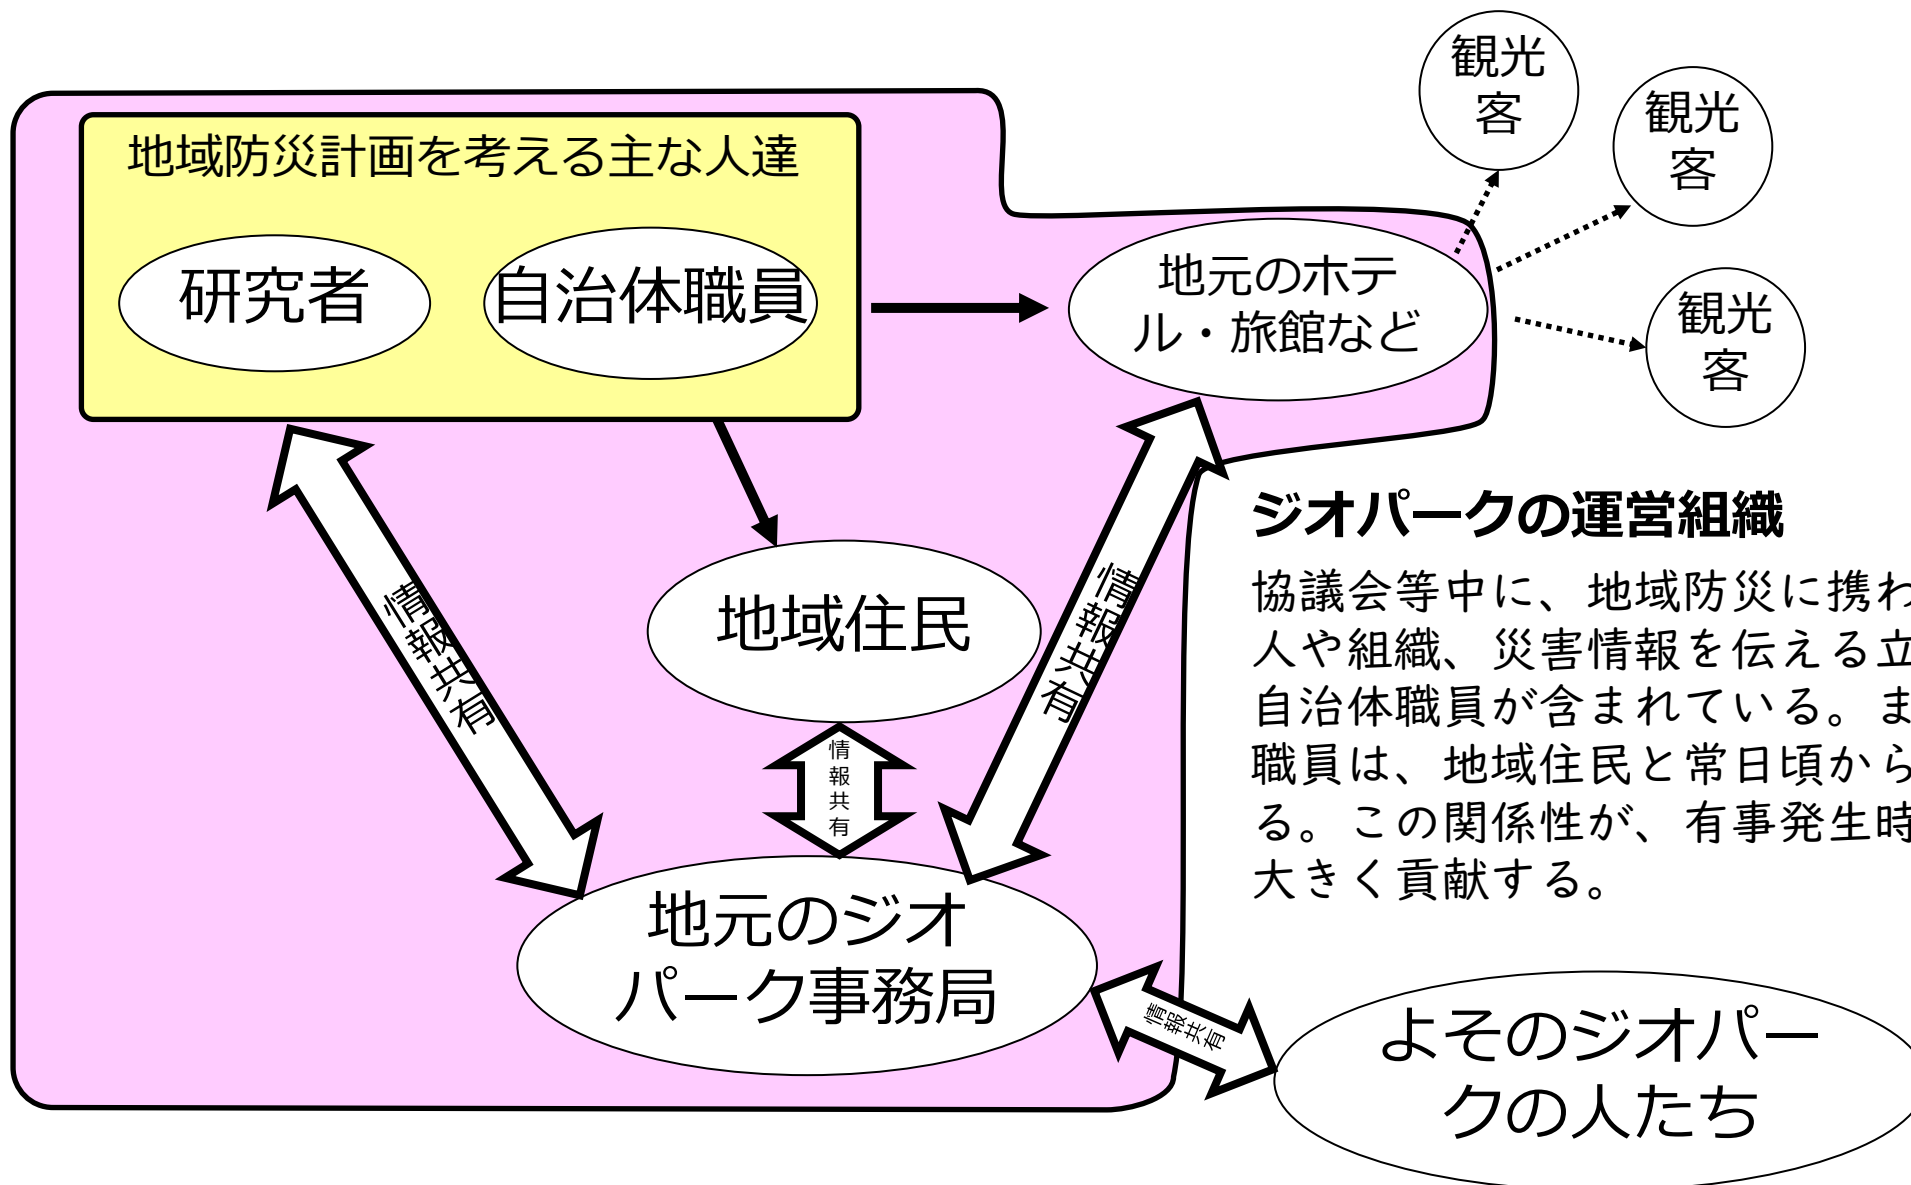 観光
客
観光
客
地域防災計画を考える主な人達
研究者
自治体職員
地元のホテ
ル・旅館など
観光
客
ジオパークの運営組織
協議会等中に、地域防災に携わ
人や組織、災害情報を伝える立
自治体職員が含まれている。ま
職員は、地域住民と常日頃から
る。この関係性が、有事発生時
大きく貢献する。
情報共有
地域住民
情報共有
情報共有
地元のジオ
パーク事務局
情報共有
よそのジオパー
クの人たち